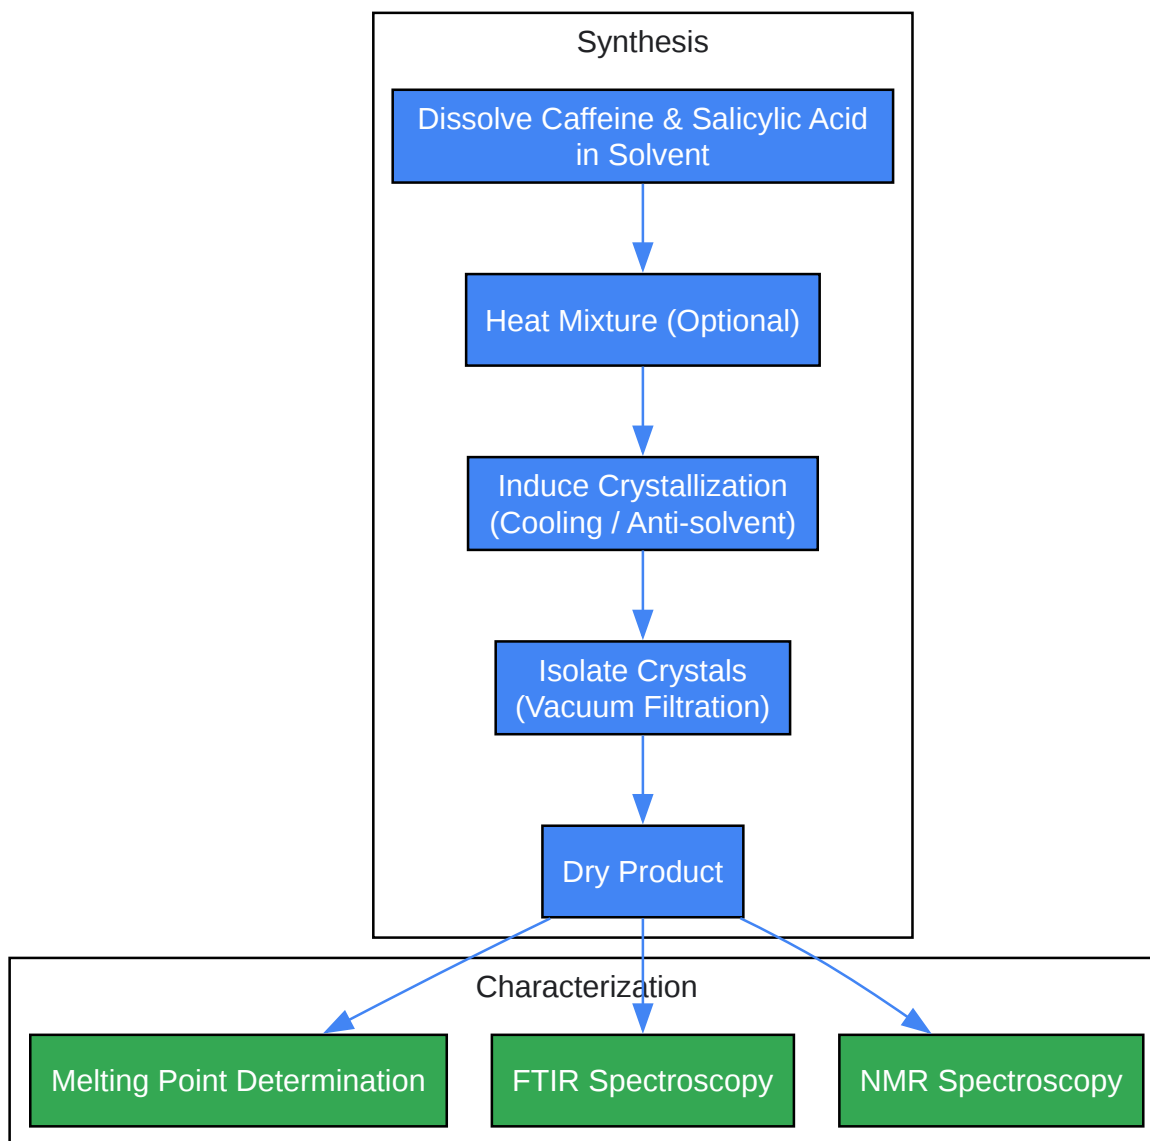 Synthesis
Dissolve Caffeine & Salicylic Acid
in Solvent
Heat Mixture (Optional)
Induce Crystallization
(Cooling / Anti-solvent)
Isolate Crystals
(Vacuum Filtration)
Dry Product
Characterization
Melting Point Determination
FTIR Spectroscopy
NMR Spectroscopy